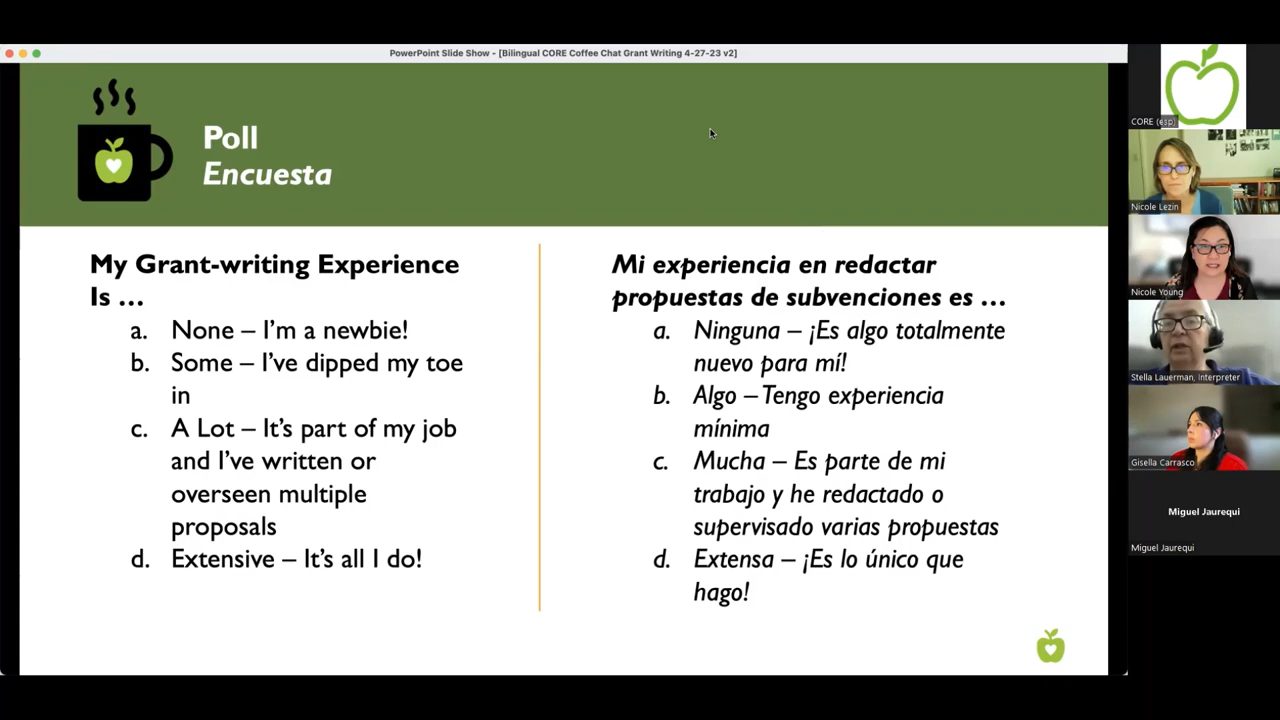 PowerPoint Slide Show - [Bilingual CORE Coffee Chat Grant Writing 4-27-23 v2]
Poll
Encuesta
My Grant-writing Experience
Is …
a. None – I’m a newbie!
b. Some – I’ve dipped my toe
in
c. A Lot – It’s part of my job
and I’ve written or
overseen multiple
proposals
d. Extensive – It’s all I do!
Mi experiencia en redactar
propuestas de subvenciones es …
a. Ninguna – ¡Es algo totalmente
nuevo para mí!
b. Algo – Tengo experiencia
mínima
c. Mucha – Es parte de mi
trabajo y he redactado o
supervisado varias propuestas
d. Extensa – ¡Es lo único que
hago!
CORE (esp)
Nicole Lezin
Nicole Young
Stella Lauerman, Interpreter
Gisella Carrasco
Miguel Jaurequi
Miguel Jaurequi